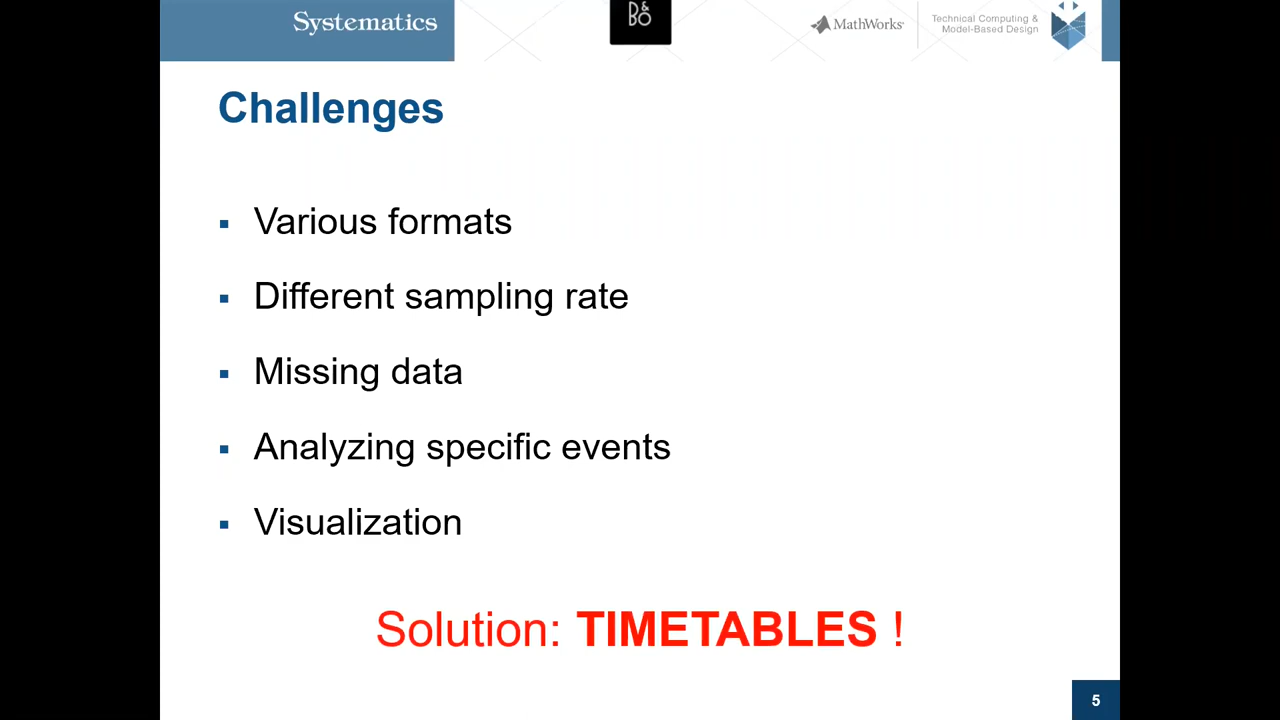 Systematics
B&O
MathWorks®
Technical Computing &
Model-Based Design
Challenges
▪ Various formats
▪ Different sampling rate
▪ Missing data
▪ Analyzing specific events
▪ Visualization
Solution: TIMETABLES !
5